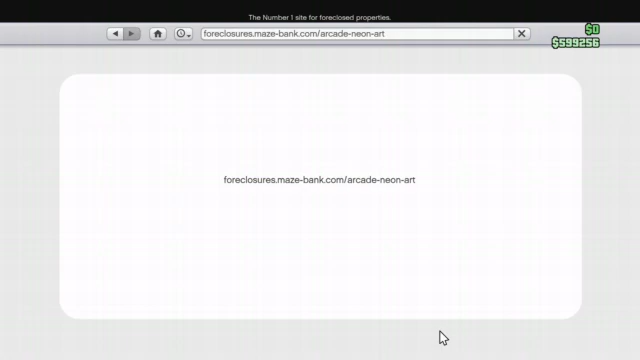 The Number 1 site for foreclosed properties.
foreclosures.maze-bank.com/arcade-neon-art
$0
$599256
foreclosures.maze-bank.com/arcade-neon-art